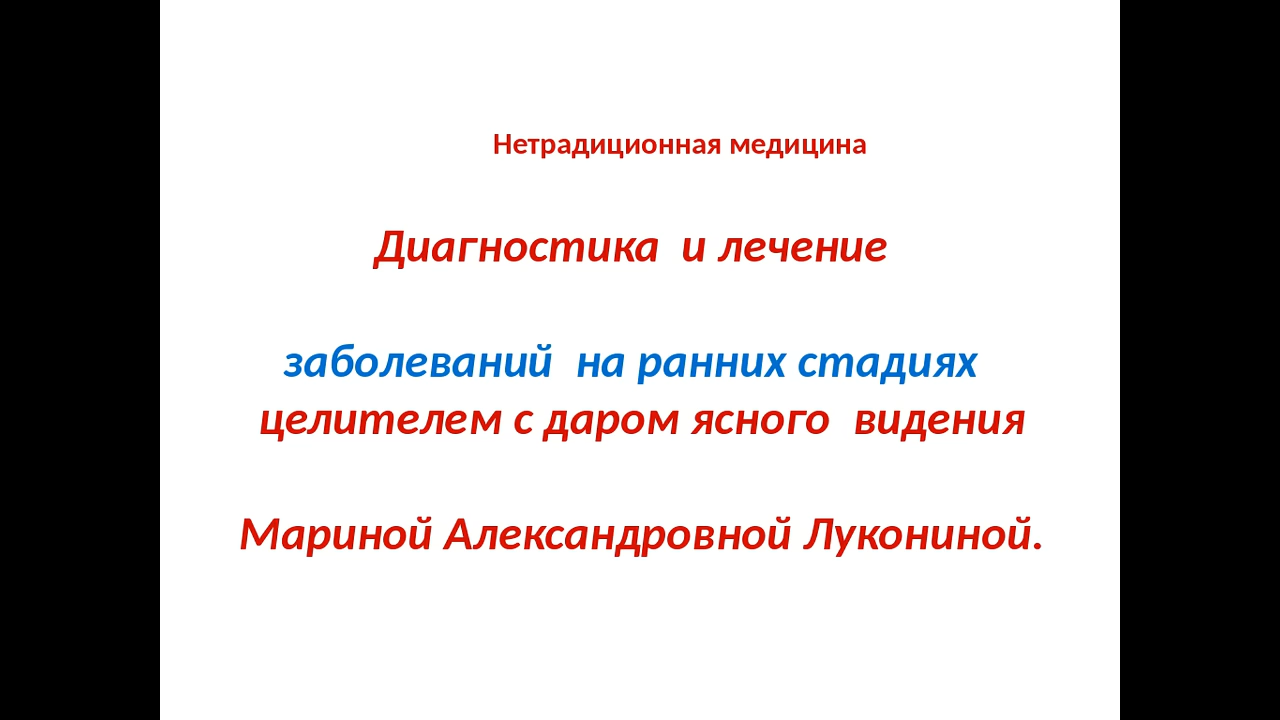 Нетрадиционная медицина
Диагностика и лечение
заболеваний на ранних стадиях
целителем с даром ясного видения
Мариной Александровной Лукониной.